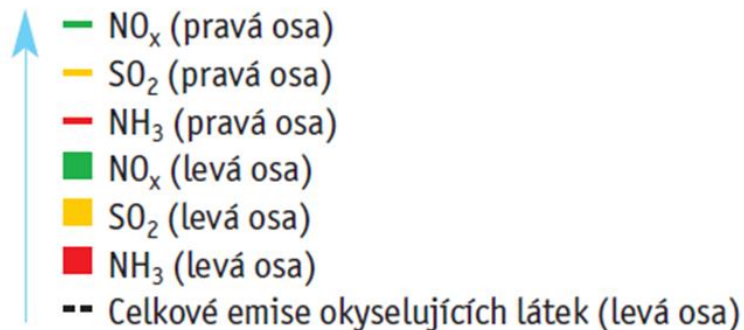 NOₓ (pravá osa)
SO₂ (pravá osa)
NH₃ (pravá osa)
NOₓ (levá osa)
SO₂ (levá osa)
NH₃ (levá osa)
Celkové emise okyselujících látek (levá osa)